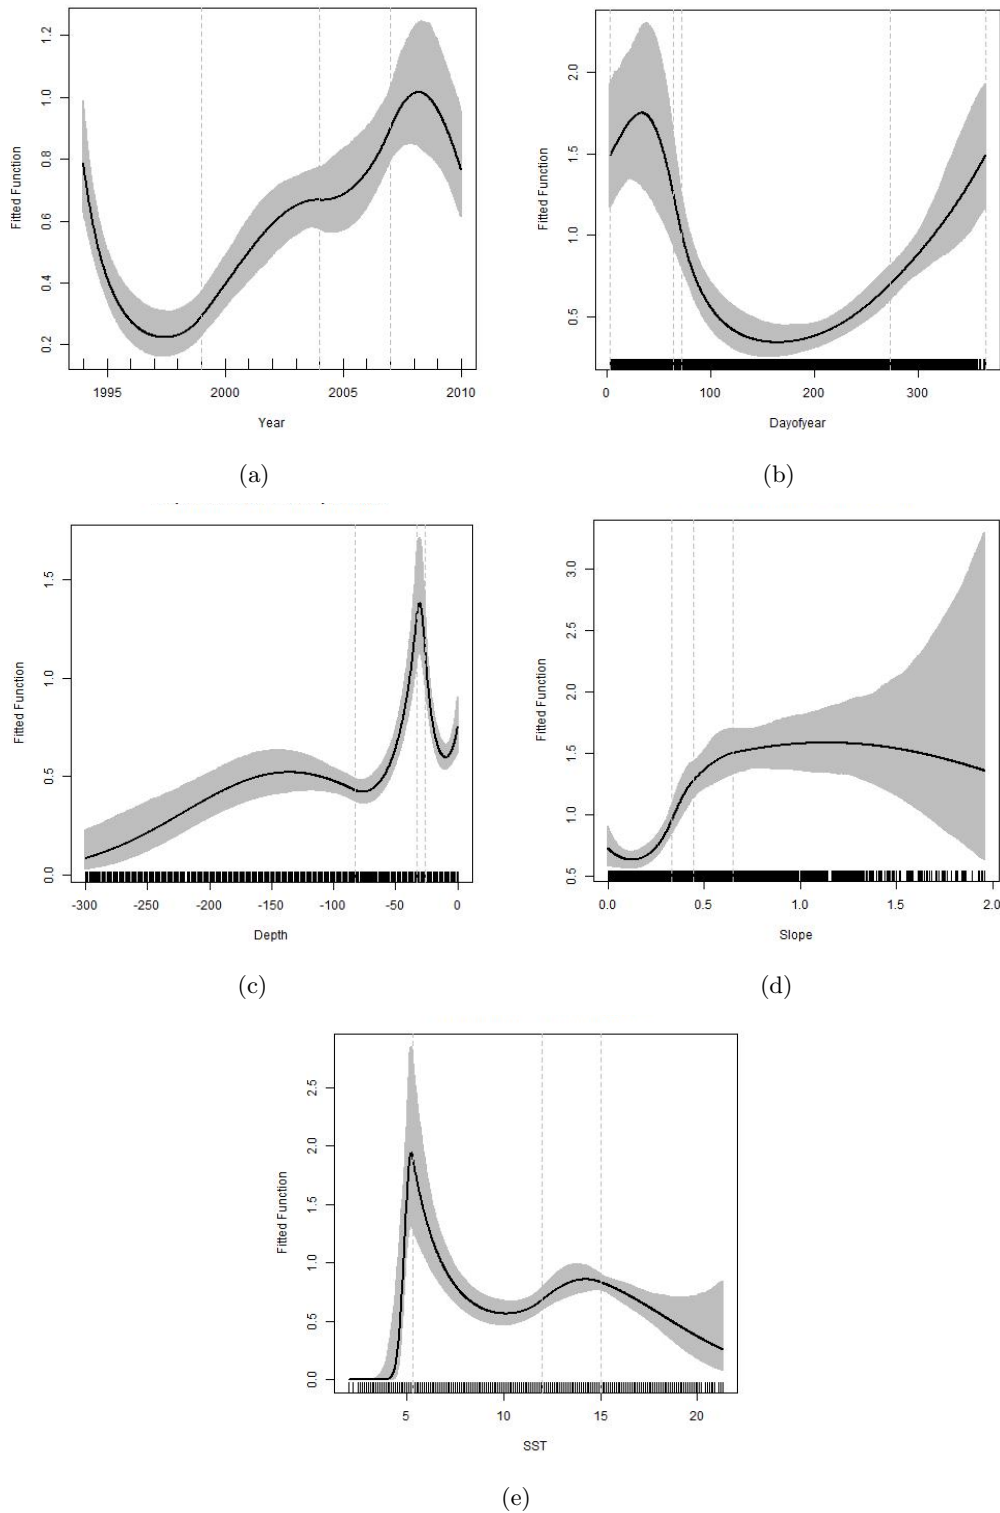 Fitted Function
0.2 0.4 0.6 0.8 1.0 1.2
1995 2000 2005 2010
Year
(a)
Fitted Function
0.5 1.0 1.5 2.0
0 100 200 300
Dayofyear
(b)
Fitted Function
0.0 0.5 1.0 1.5
-300 -250 -200 -150 -100 -50 0
Depth
(c)
Fitted Function
0.5 1.0 1.5 2.0 2.5 3.0
0.0 0.5 1.0 1.5 2.0
Slope
(d)
Fitted Function
0.0 0.5 1.0 1.5 2.0 2.5
5 10 15 20
SST
(e)